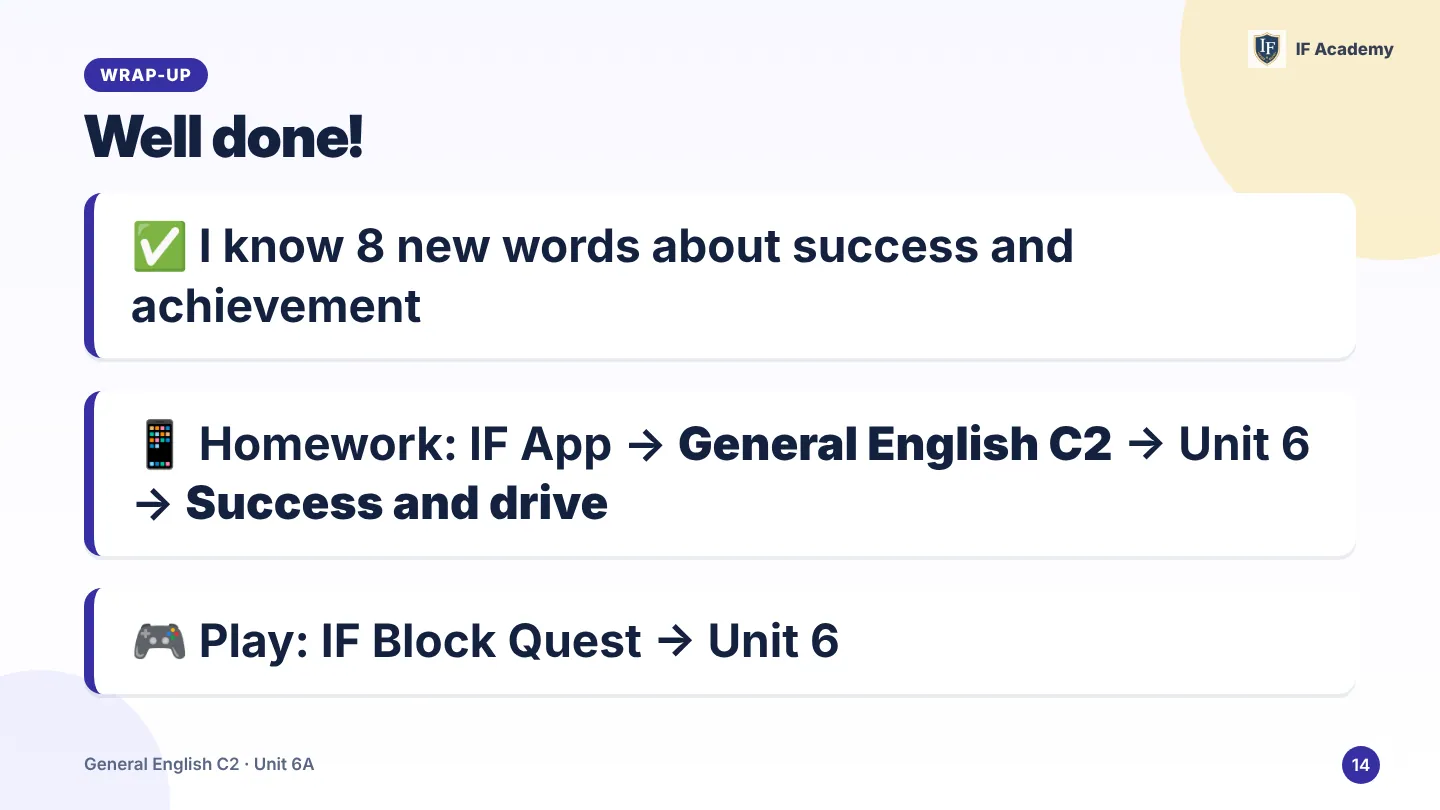 IF
IF Academy
WRAP-UP
Well done!
✅ I know 8 new words about success and
achievement
📱 Homework: IF App → General English C2 → Unit 6
→ Success and drive
🎮 Play: IF Block Quest → Unit 6
General English C2 · Unit 6A
14